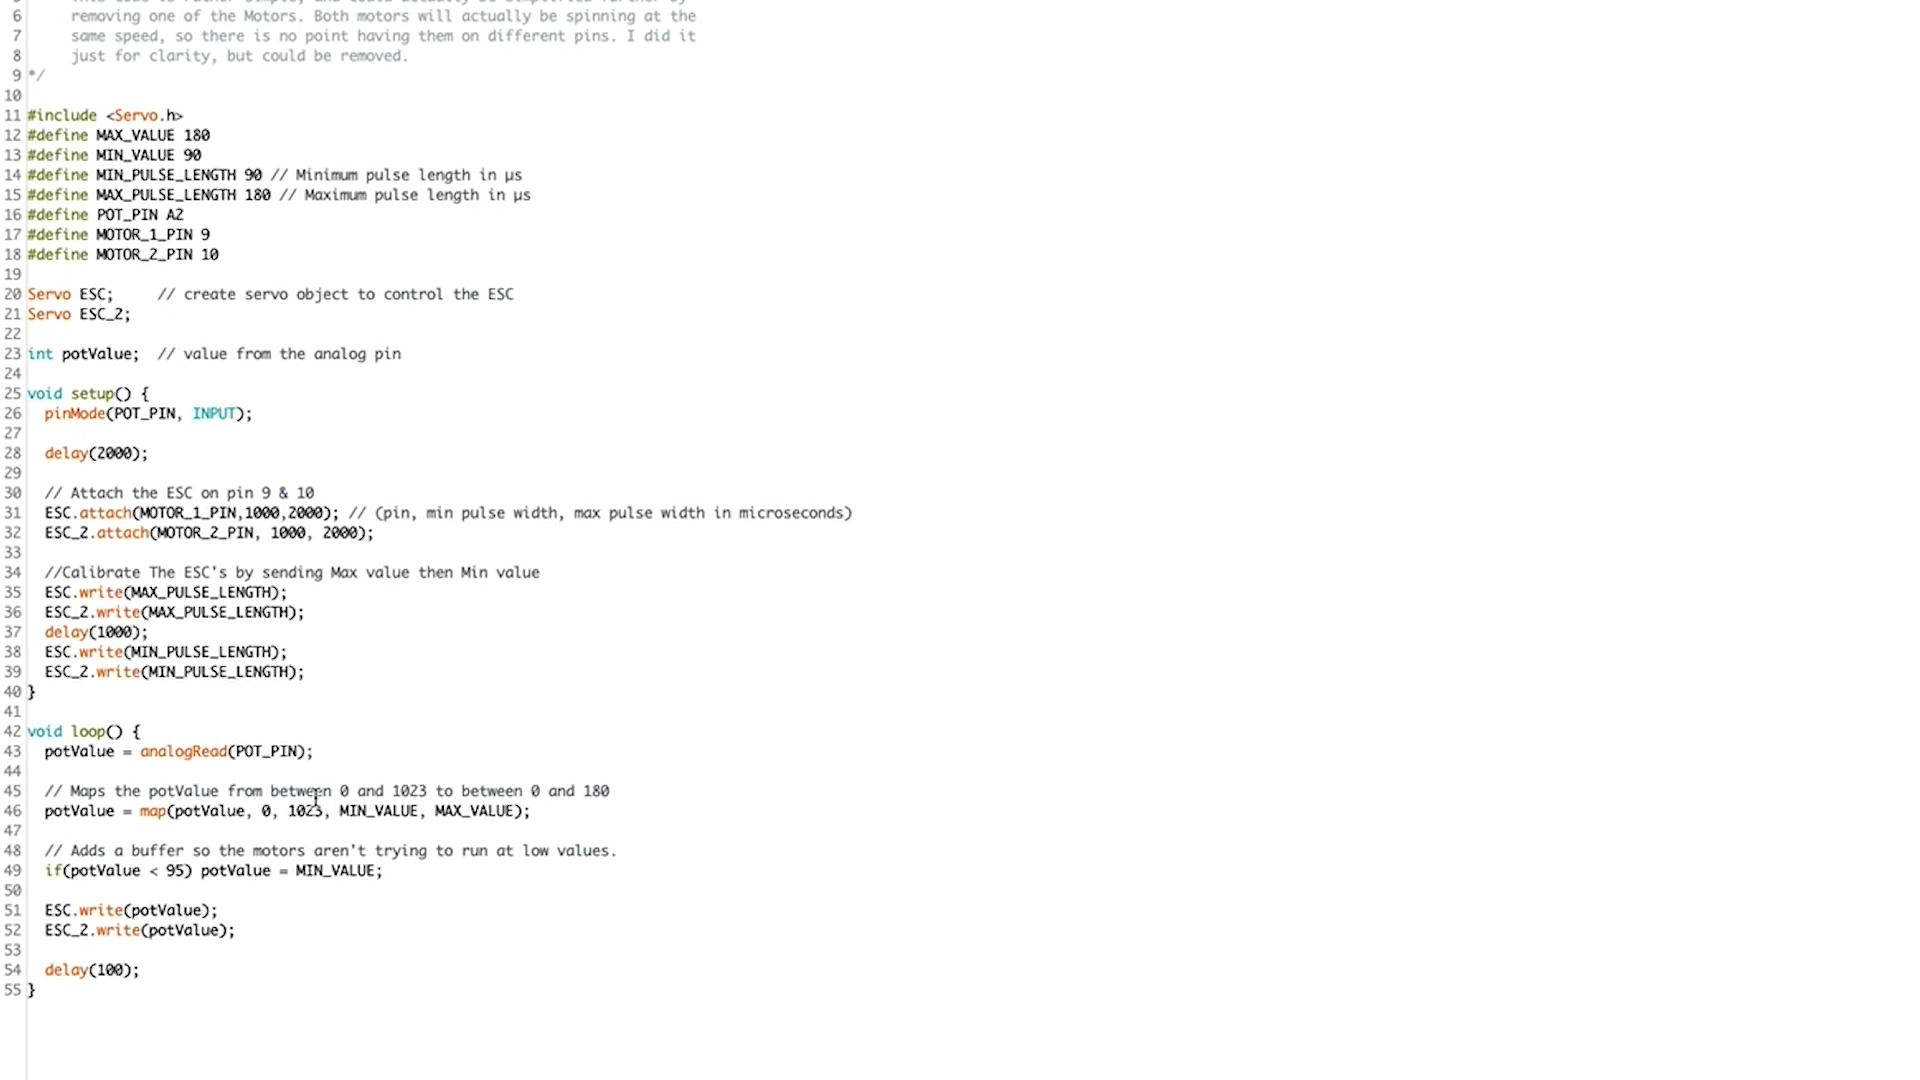 6 removing one of the Motors. Both motors will actually be spinning at the
7 same speed, so there is no point having them on different pins. I did it
8 just for clarity, but could be removed.
9 */
10
11 #include <Servo.h>
12 #define MAX_VALUE 180
13 #define MIN_VALUE 90
14 #define MIN_PULSE_LENGTH 90 // Minimum pulse length in µs
15 #define MAX_PULSE_LENGTH 180 // Maximum pulse length in µs
16 #define POT_PIN A2
17 #define MOTOR_1_PIN 9
18 #define MOTOR_2_PIN 10
19
20 Servo ESC;     // create servo object to control the ESC
21 Servo ESC_2;
22
23 int potValue;  // value from the analog pin
24
25 void setup() {
26   pinMode(POT_PIN, INPUT);
27
28   delay(2000);
29
30   // Attach the ESC on pin 9 & 10
31   ESC.attach(MOTOR_1_PIN,1000,2000); // (pin, min pulse width, max pulse width in microseconds)
32   ESC_2.attach(MOTOR_2_PIN, 1000, 2000);
33
34   //Calibrate The ESC's by sending Max value then Min value
35   ESC.write(MAX_PULSE_LENGTH);
36   ESC_2.write(MAX_PULSE_LENGTH);
37   delay(1000);
38   ESC.write(MIN_PULSE_LENGTH);
39   ESC_2.write(MIN_PULSE_LENGTH);
40 }
41
42 void loop() {
43   potValue = analogRead(POT_PIN);
44
45   // Maps the potValue from between 0 and 1023 to between 0 and 180
46   potValue = map(potValue, 0, 1023, MIN_VALUE, MAX_VALUE);
47
48   // Adds a buffer so the motors aren't trying to run at low values.
49   if(potValue < 95) potValue = MIN_VALUE;
50
51   ESC.write(potValue);
52   ESC_2.write(potValue);
53
54   delay(100);
55 }